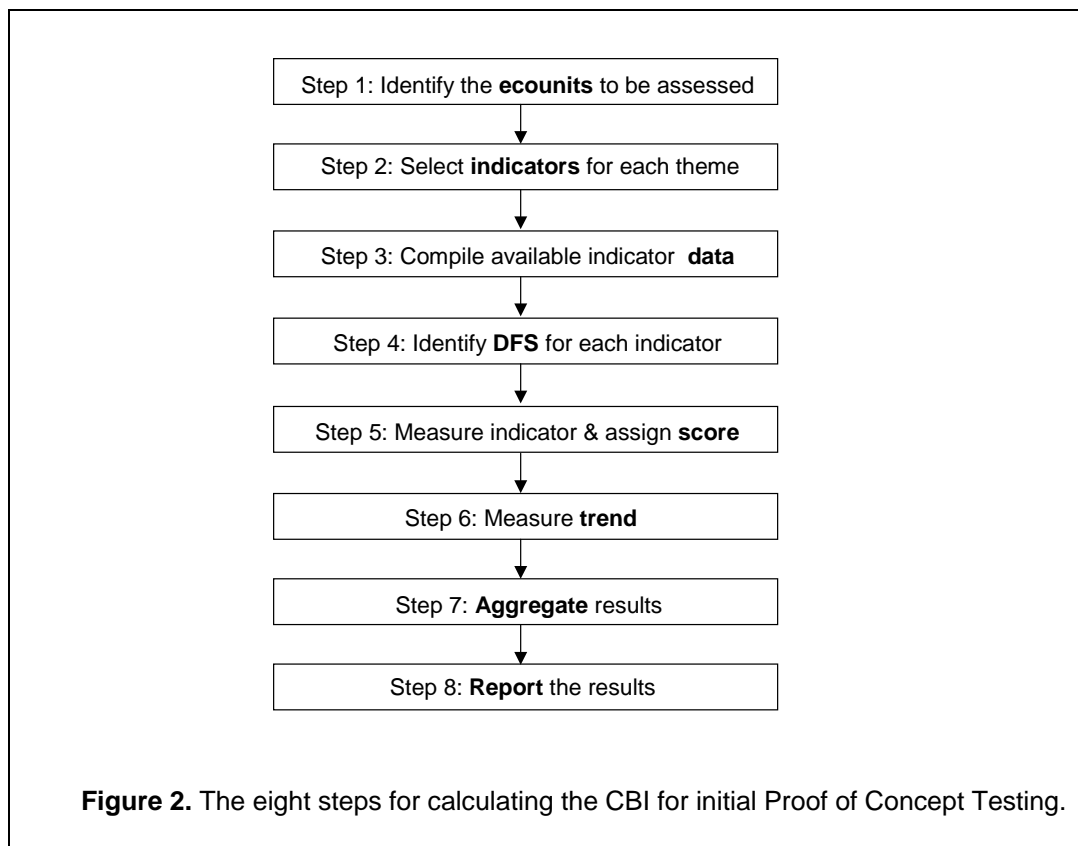 Step 1: Identify the ecounits to be assessed
Step 2: Select indicators for each theme
Step 3: Compile available indicator  data
Step 4: Identify DFS for each indicator
Step 5: Measure indicator & assign score
Step 6: Measure trend
Step 7: Aggregate results
Step 8: Report the results
Figure 2. The eight steps for calculating the CBI for initial Proof of Concept Testing.